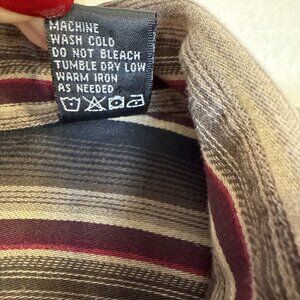 MACHINE
WASH COLD
DO NOT BLEACH
TUMBLE DRY LOW
WARM IRON
AS NEEDED